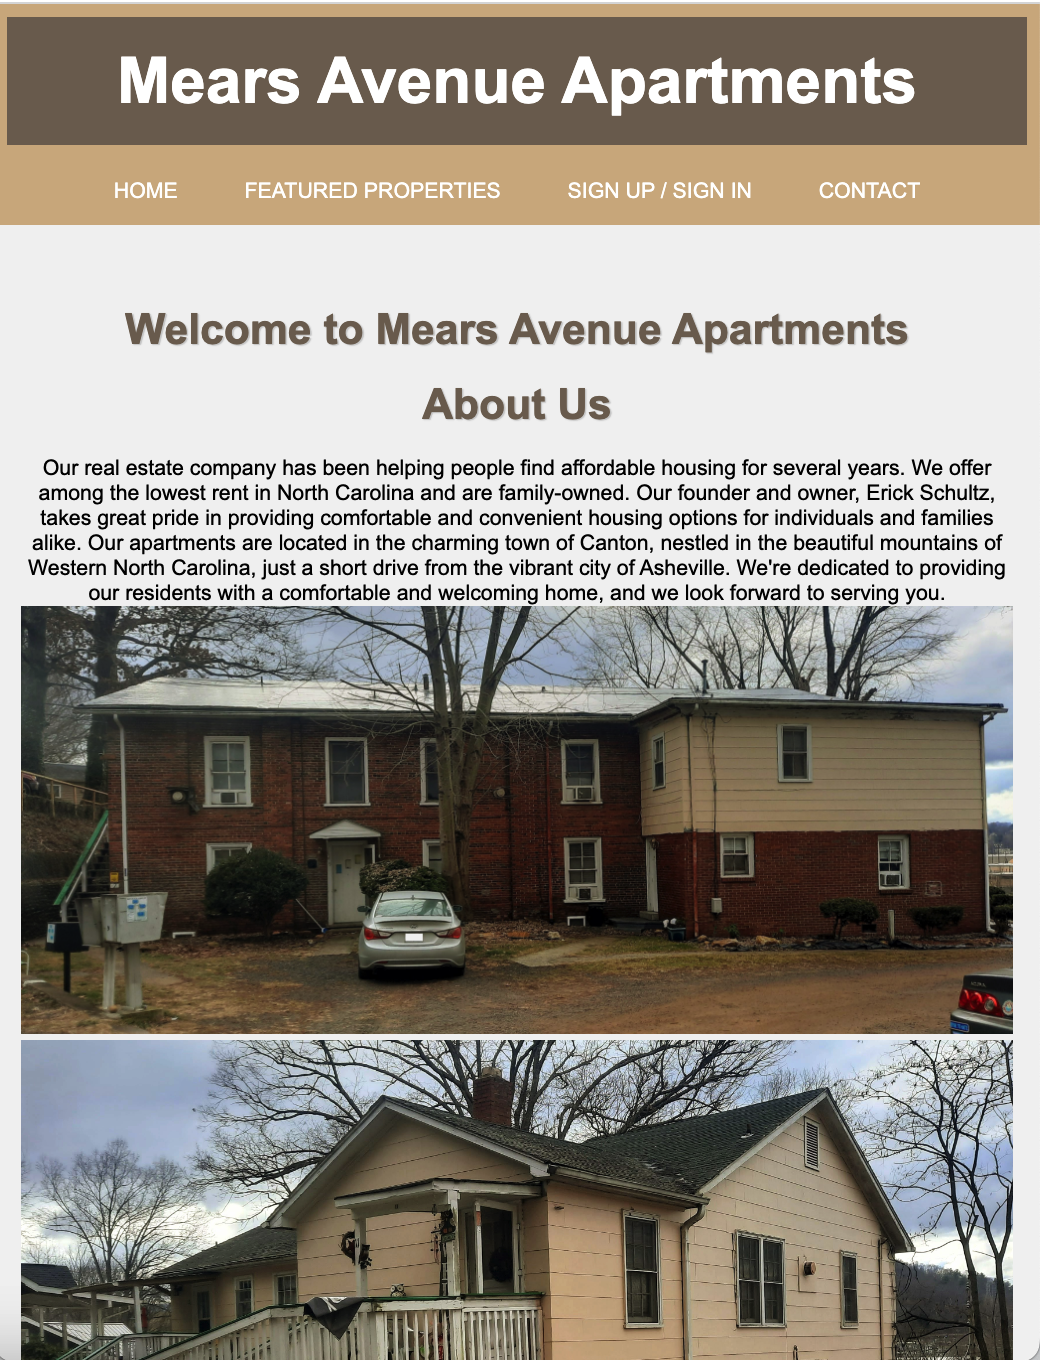 Mears Avenue Apartments
HOME FEATURED PROPERTIES SIGN UP / SIGN IN CONTACT
Welcome to Mears Avenue Apartments
About Us
Our real estate company has been helping people find affordable housing for several years. We offer
among the lowest rent in North Carolina and are family-owned. Our founder and owner, Erick Schultz,
takes great pride in providing comfortable and convenient housing options for individuals and families
alike. Our apartments are located in the charming town of Canton, nestled in the beautiful mountains of
Western North Carolina, just a short drive from the vibrant city of Asheville. We're dedicated to providing
our residents with a comfortable and welcoming home, and we look forward to serving you.